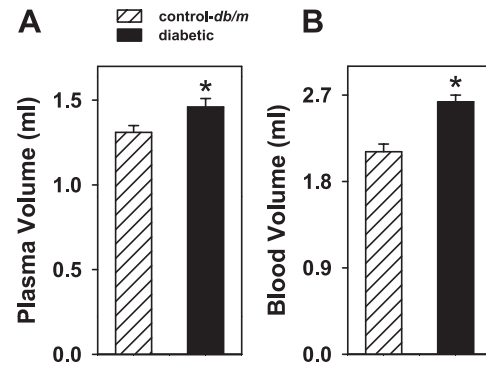 A
control-db/m
diabetic
B
Plasma Volume (ml)
1.5
1.0
0.5
0.0
*
Blood Volume (ml)
2.7
1.8
0.9
0.0
*